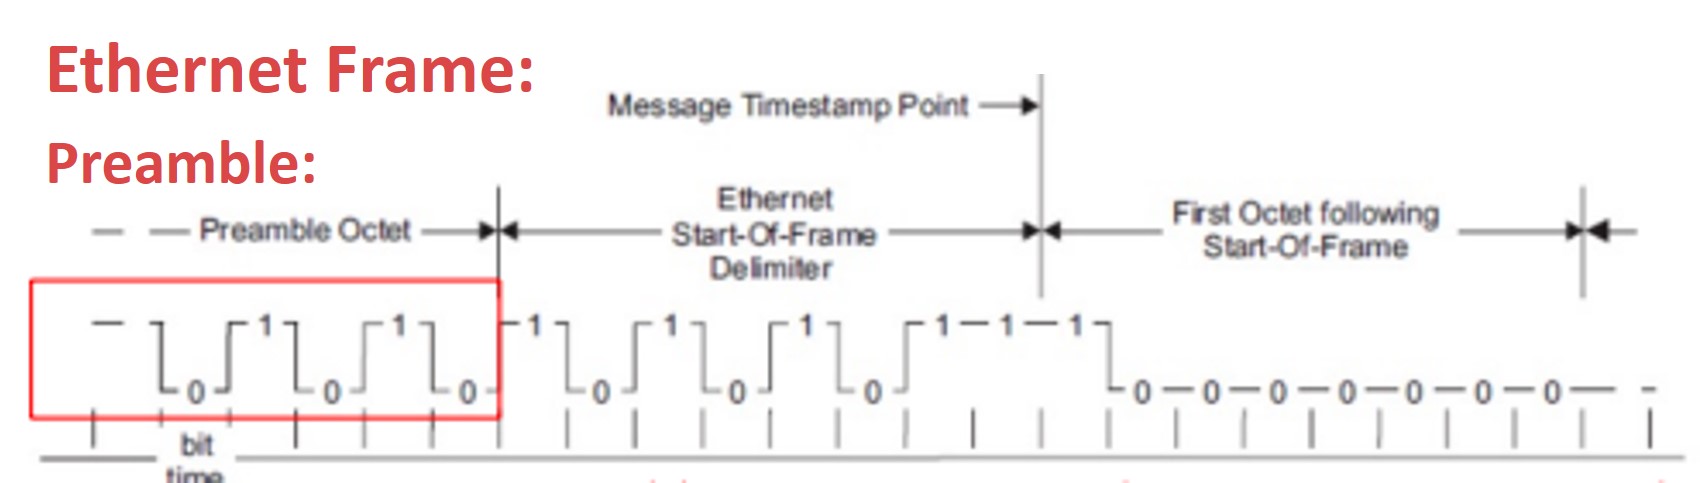 Ethernet Frame:
Message Timestamp Point
Preamble:
Preamble Octet
Ethernet
Start-Of-Frame
Delimiter
First Octet following
Start-Of-Frame
1 1 1 1 1 1 1 1
0 0 0 0 0 0 0 0 0 0 0 0 0
bit
time